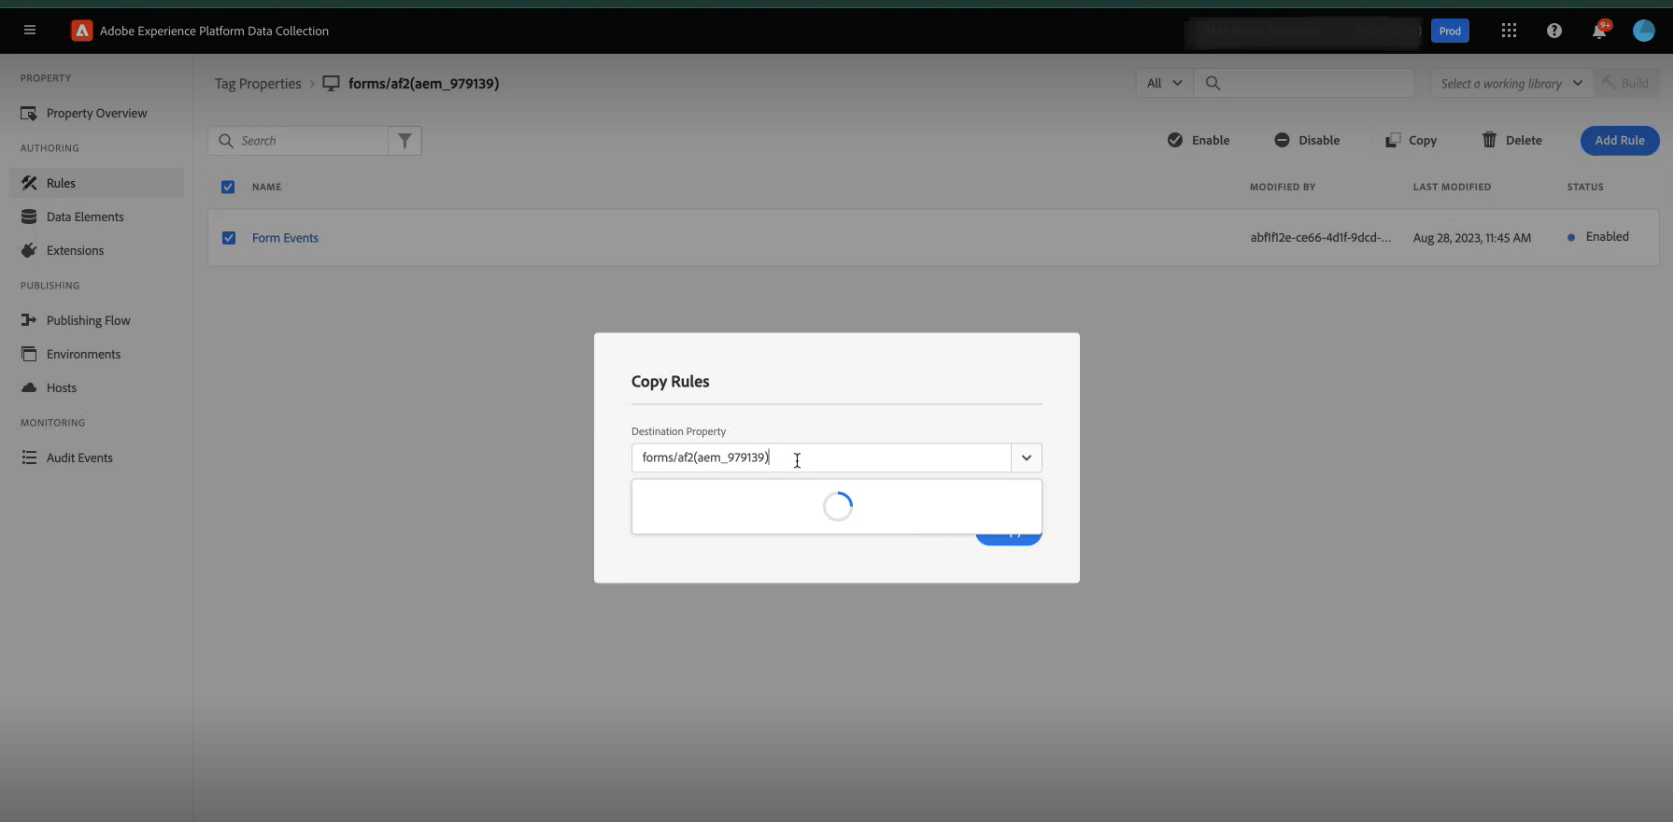 Adobe Experience Platform Data Collection
Prod
9+
PROPERTY
Property Overview
AUTHORING
Rules
Data Elements
Extensions
PUBLISHING
Publishing Flow
Environments
Hosts
MONITORING
Audit Events
Tag Properties > forms/af2(aem_979139)
All
Select a working library
Build
Search
Enable
Disable
Copy
Delete
Add Rule
NAME
MODIFIED BY
LAST MODIFIED
STATUS
Form Events
abf1f12e-ce66-4d1f-9dcd-...
Aug 28, 2023, 11:45 AM
Enabled
Copy Rules
Destination Property
forms/af2(aem_979139)